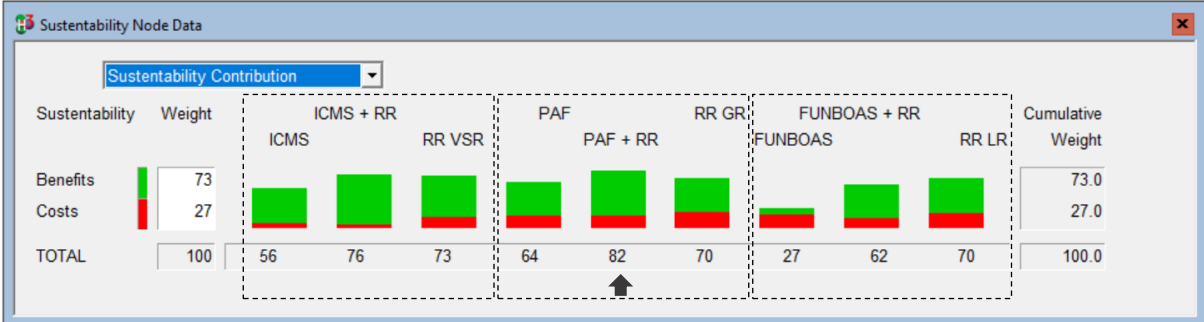 Sustentability Node Data
Sustentability Contribution
Sustentability Weight ICMS + RR PAF RR GR FUNBOAS + RR Cumulative
ICMS RR VSR PAF + RR FUNBOAS RR LR Weight
Benefits 73 73.0
Costs 27 27.0
TOTAL 100 56 76 73 64 82 70 27 62 70 100.0